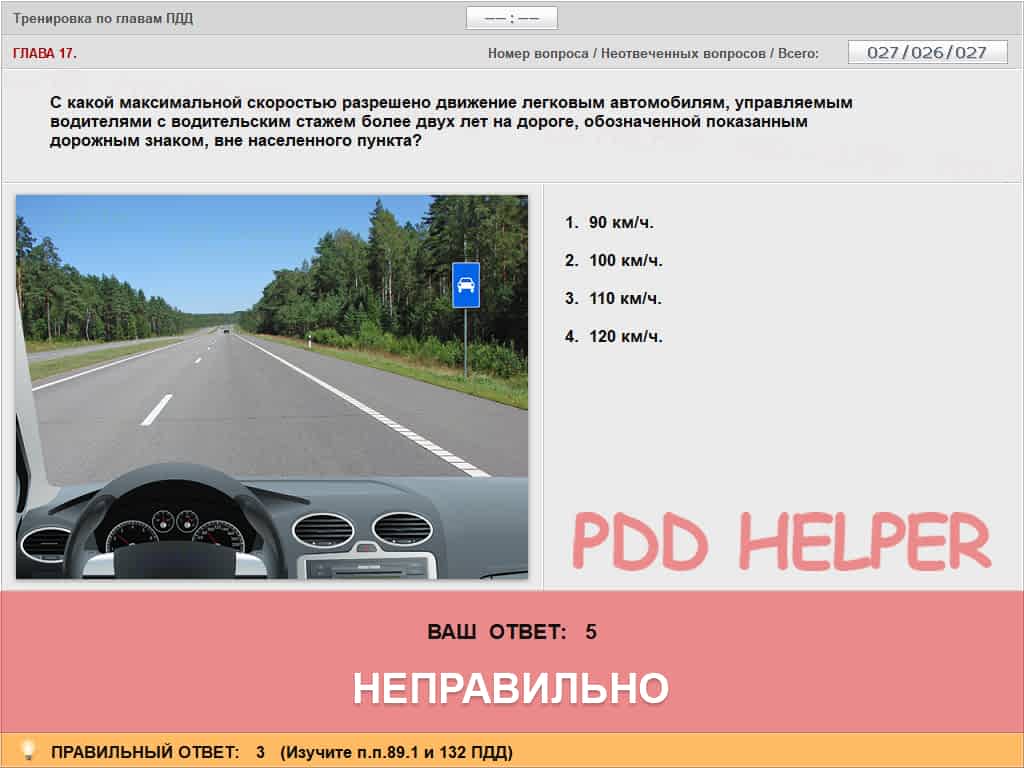 Тренировка по главам ПДД
–– : ––
ГЛАВА 17.
Номер вопроса / Неотвеченных вопросов / Всего:
027/026/027
С какой максимальной скоростью разрешено движение легковым автомобилям, управляемым
водителями с водительским стажем более двух лет на дороге, обозначенной показанным
дорожным знаком, вне населенного пункта?
1. 90 км/ч.
2. 100 км/ч.
3. 110 км/ч.
4. 120 км/ч.
PDD HELPER
ВАШ ОТВЕТ: 5
НЕПРАВИЛЬНО
ПРАВИЛЬНЫЙ ОТВЕТ: 3 (Изучите п.п.89.1 и 132 ПДД)